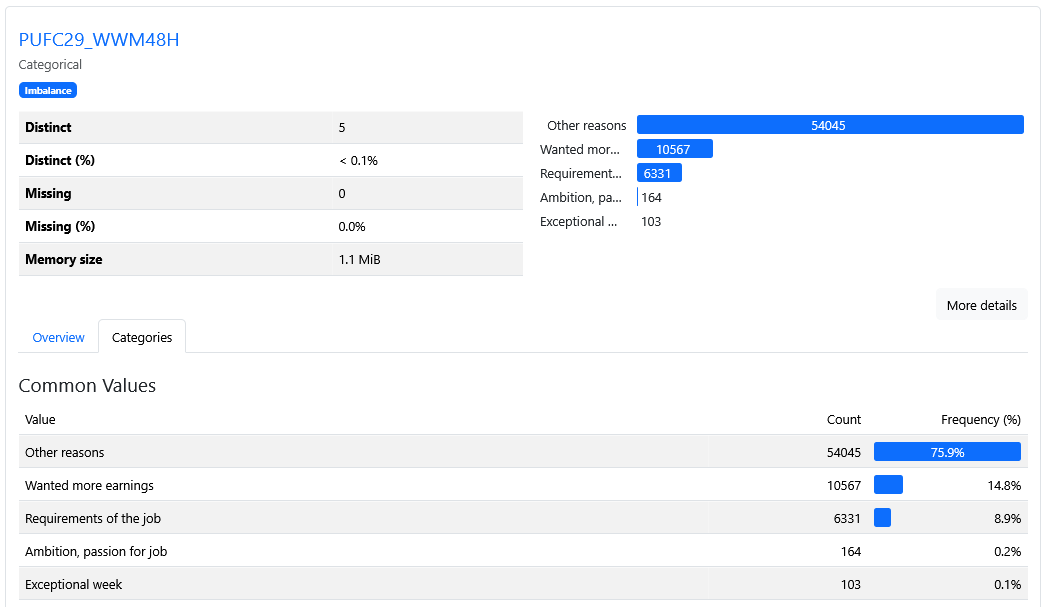 PUFC29_WWM48H
Categorical
Imbalance
Distinct 5
Distinct (%) < 0.1%
Missing 0
Missing (%) 0.0%
Memory size 1.1 MiB
Other reasons 54045
Wanted mor... 10567
Requirement... 6331
Ambition, pa... 164
Exceptional ... 103
More details
Overview Categories
Common Values
Value Count Frequency (%)
Other reasons 54045 75.9%
Wanted more earnings 10567 14.8%
Requirements of the job 6331 8.9%
Ambition, passion for job 164 0.2%
Exceptional week 103 0.1%